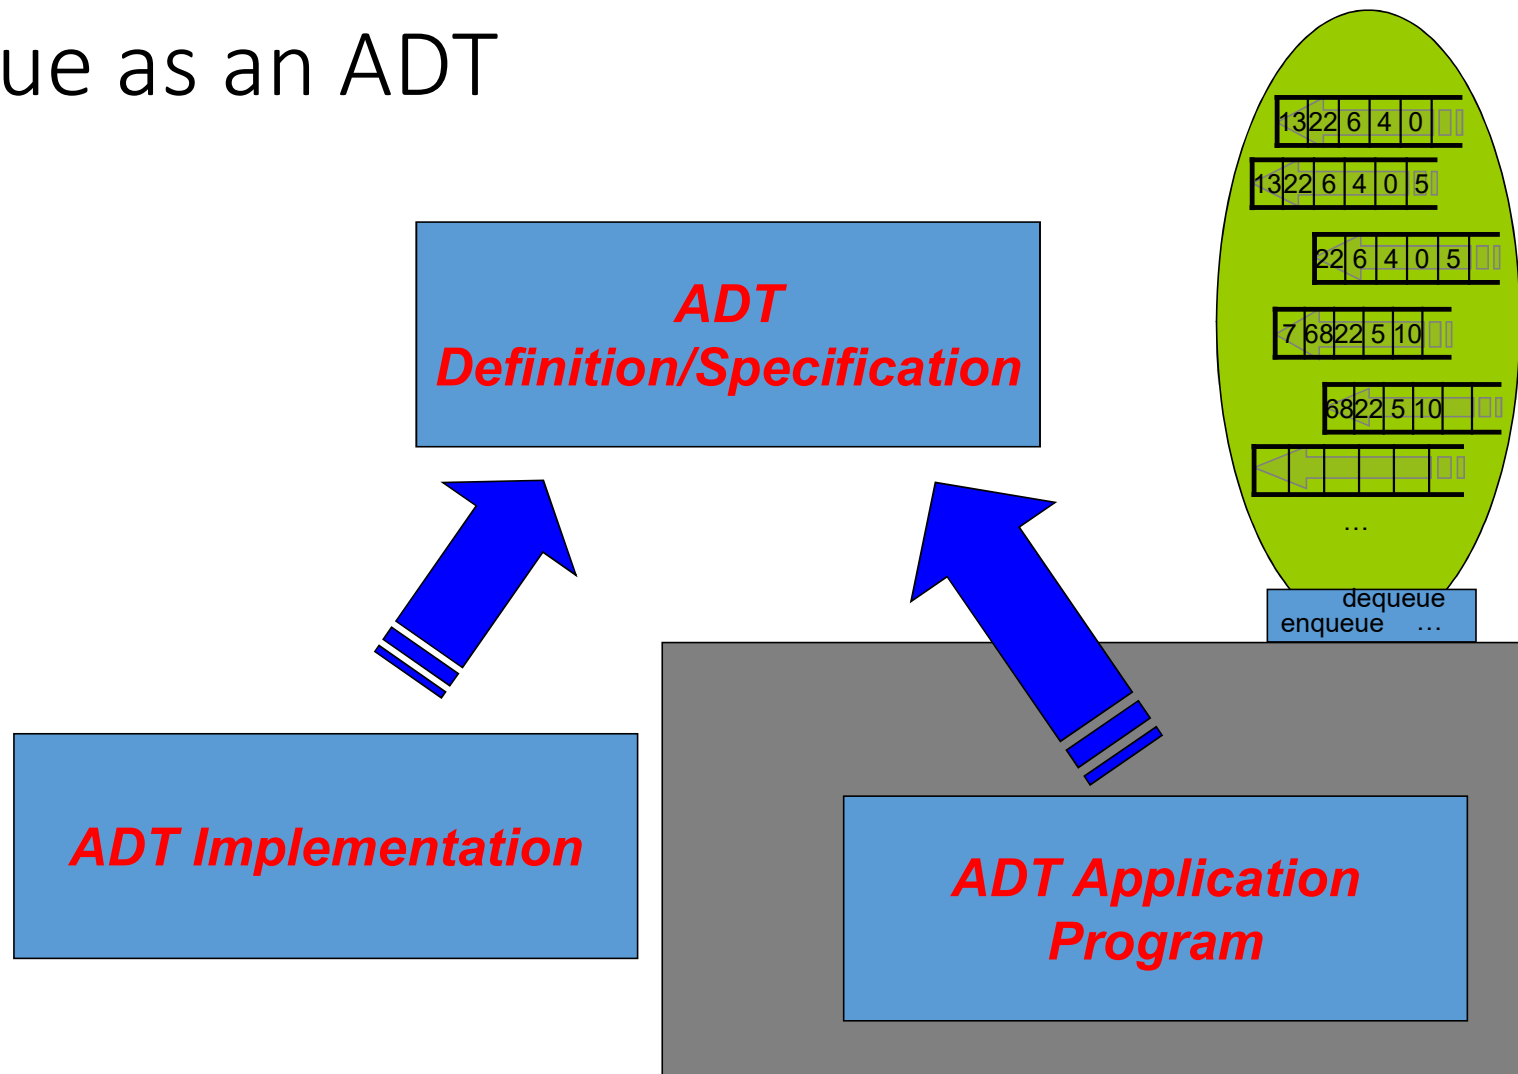 ue as an ADT
13 22 6 4 0
13 22 6 4 0 5
22 6 4 0 5
7 68 22 5 10
68 22 5 10
…
dequeue
enqueue …
ADT
Definition/Specification
ADT Implementation
ADT Application
Program